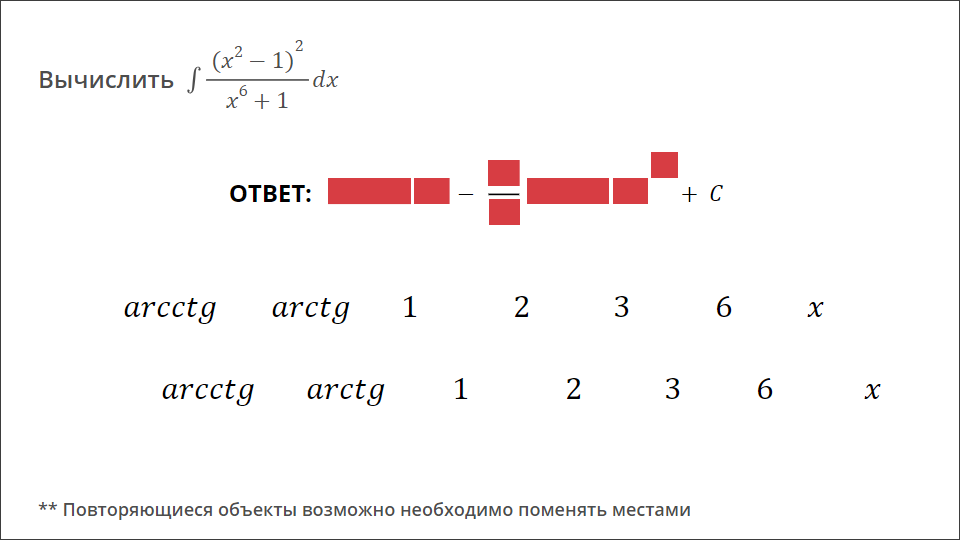 Вычислить ∫ (x² − 1)² / (x⁶ + 1) dx
ОТВЕТ: − + C
arcctg arctg 1 2 3 6 x
arcctg arctg 1 2 3 6 x
** Повторяющиеся объекты возможно необходимо поменять местами